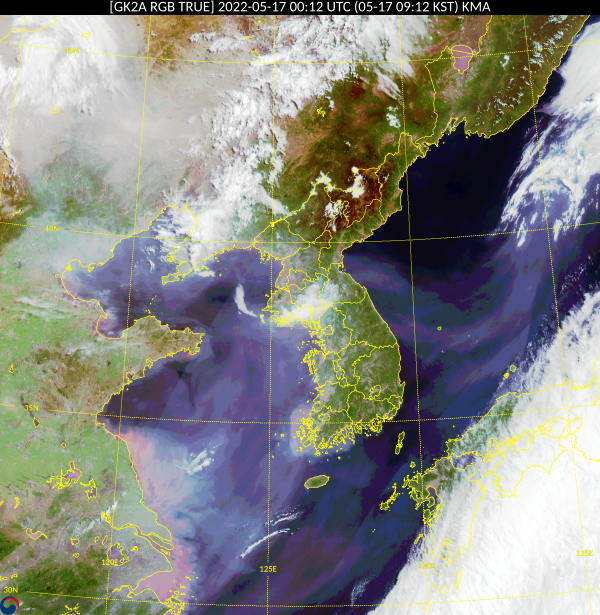 [GK2A RGB TRUE] 2022-05-17 00:12 UTC (05-17 09:12 KST) KMA
40N
35N
120E
125E
130E
135E
30N